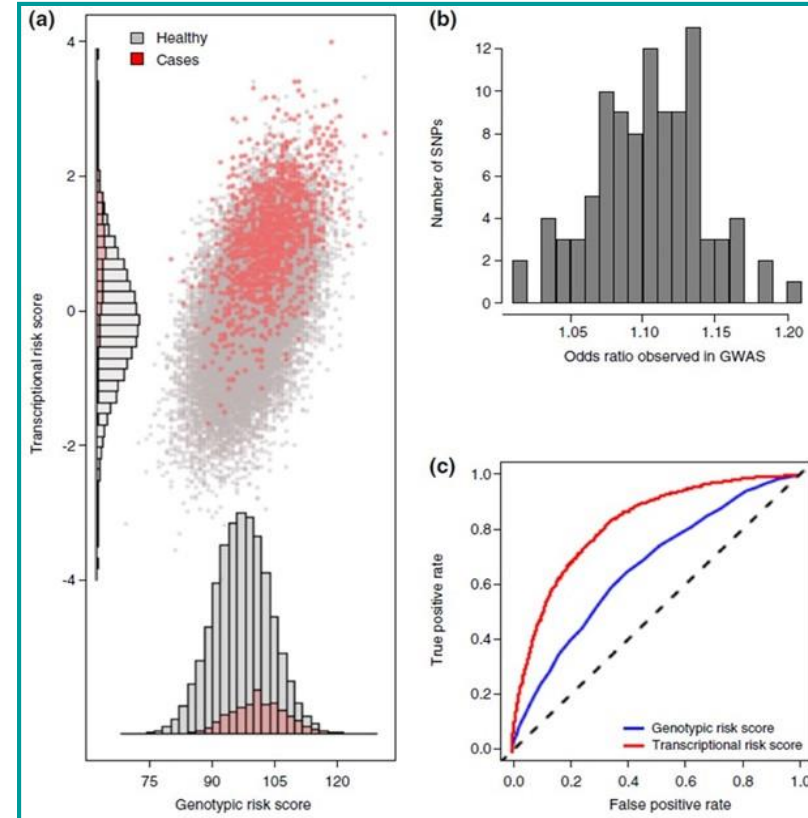 (a)
Healthy
Cases
4
2
0
-2
-4
Transcriptional risk score
75 90 105 120
Genotypic risk score
(b)
12
10
8
6
4
2
0
Number of SNPs
1.05 1.10 1.15 1.20
Odds ratio observed in GWAS
(c)
1.0
0.8
0.6
0.4
0.2
0.0
True positive rate
Genotypic risk score
Transcriptional risk score
0.0 0.2 0.4 0.6 0.8 1.0
False positive rate